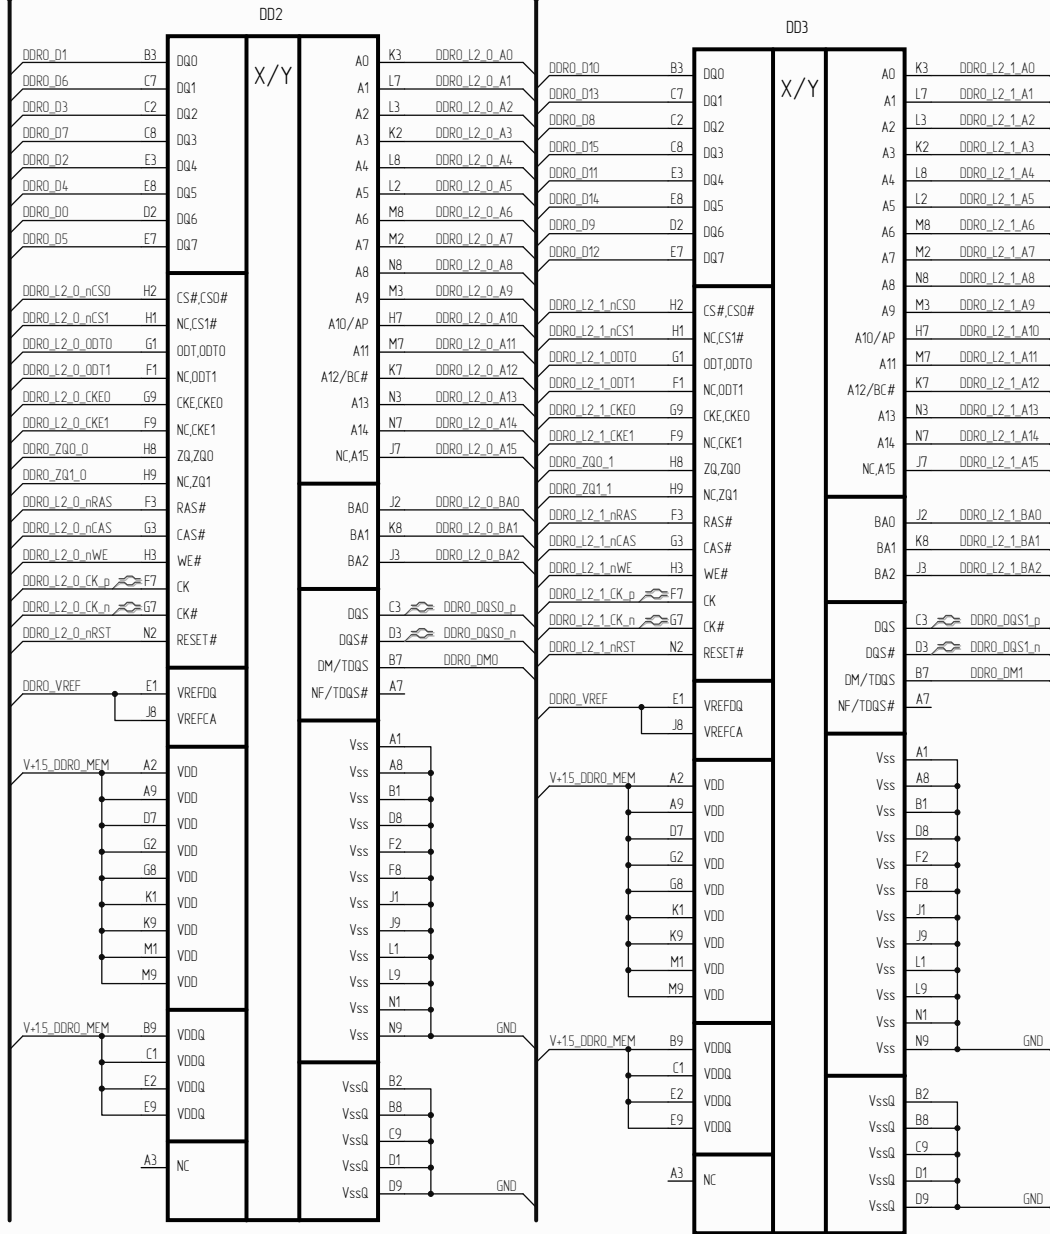 DD2
DDR0_D1 B3 DQ0 X/Y A0 K3 DDR0_L2_0_A0
DDR0_D6 C7 DQ1 A1 L7 DDR0_L2_0_A1
DDR0_D3 C2 DQ2 A2 L3 DDR0_L2_0_A2
DDR0_D7 C8 DQ3 A3 K2 DDR0_L2_0_A3
DDR0_D2 E3 DQ4 A4 L8 DDR0_L2_0_A4
DDR0_D4 E8 DQ5 A5 L2 DDR0_L2_0_A5
DDR0_D0 D2 DQ6 A6 M8 DDR0_L2_0_A6
DDR0_D5 E7 DQ7 A7 M2 DDR0_L2_0_A7
A8 N8 DDR0_L2_0_A8
DDR0_L2_0_nCS0 H2 CS#,CS0# A9 M3 DDR0_L2_0_A9
DDR0_L2_0_nCS1 H1 NC,CS1# A10/AP H7 DDR0_L2_0_A10
DDR0_L2_0_ODT0 G1 ODT,ODT0 A11 M7 DDR0_L2_0_A11
DDR0_L2_0_ODT1 F1 NC,ODT1 A12/BC# K7 DDR0_L2_0_A12
DDR0_L2_0_CKE0 G9 CKE,CKE0 A13 N3 DDR0_L2_0_A13
DDR0_L2_0_CKE1 F9 NC,CKE1 A14 N7 DDR0_L2_0_A14
DDR0_ZQ0_0 H8 ZQ,ZQ0 NC,A15 J7 DDR0_L2_0_A15
DDR0_ZQ1_0 H9 NC,ZQ1
DDR0_L2_0_nRAS F3 RAS# BA0 J2 DDR0_L2_0_BA0
DDR0_L2_0_nCAS G3 CAS# BA1 K8 DDR0_L2_0_BA1
DDR0_L2_0_nWE H3 WE# BA2 J3 DDR0_L2_0_BA2
DDR0_L2_0_CK_p F7 CK
DDR0_L2_0_CK_n G7 CK# DQS C3 DDR0_DQS0_p
DDR0_L2_0_nRST N2 RESET# DQS# D3 DDR0_DQS0_n
DM/TDQS B7 DDR0_DM0
DDR0_VREF E1 VREFDQ NF/TDQS# A7
J8 VREFCA
Vss A1
V+1.5_DDR0_MEM A2 VDD Vss A8
A9 VDD Vss B1
D7 VDD Vss D8
G2 VDD Vss F2
G8 VDD Vss F8
K1 VDD Vss J1
K9 VDD Vss J9
M1 VDD Vss L1
M9 VDD Vss L9
Vss N1
V+1.5_DDR0_MEM B9 VDDQ Vss N9 GND
C1 VDDQ
E2 VDDQ VssQ B2
E9 VDDQ VssQ B8
VssQ C9
A3 NC VssQ D1
VssQ D9 GND
DD3
DDR0_D10 B3 DQ0 X/Y A0 K3 DDR0_L2_1_A0
DDR0_D13 C7 DQ1 A1 L7 DDR0_L2_1_A1
DDR0_D8 C2 DQ2 A2 L3 DDR0_L2_1_A2
DDR0_D15 C8 DQ3 A3 K2 DDR0_L2_1_A3
DDR0_D11 E3 DQ4 A4 L8 DDR0_L2_1_A4
DDR0_D14 E8 DQ5 A5 L2 DDR0_L2_1_A5
DDR0_D9 D2 DQ6 A6 M8 DDR0_L2_1_A6
DDR0_D12 E7 DQ7 A7 M2 DDR0_L2_1_A7
A8 N8 DDR0_L2_1_A8
DDR0_L2_1_nCS0 H2 CS#,CS0# A9 M3 DDR0_L2_1_A9
DDR0_L2_1_nCS1 H1 NC,CS1# A10/AP H7 DDR0_L2_1_A10
DDR0_L2_1_ODT0 G1 ODT,ODT0 A11 M7 DDR0_L2_1_A11
DDR0_L2_1_ODT1 F1 NC,ODT1 A12/BC# K7 DDR0_L2_1_A12
DDR0_L2_1_CKE0 G9 CKE,CKE0 A13 N3 DDR0_L2_1_A13
DDR0_L2_1_CKE1 F9 NC,CKE1 A14 N7 DDR0_L2_1_A14
DDR0_ZQ0_1 H8 ZQ,ZQ0 NC,A15 J7 DDR0_L2_1_A15
DDR0_ZQ1_1 H9 NC,ZQ1
DDR0_L2_1_nRAS F3 RAS# BA0 J2 DDR0_L2_1_BA0
DDR0_L2_1_nCAS G3 CAS# BA1 K8 DDR0_L2_1_BA1
DDR0_L2_1_nWE H3 WE# BA2 J3 DDR0_L2_1_BA2
DDR0_L2_1_CK_p F7 CK
DDR0_L2_1_CK_n G7 CK# DQS C3 DDR0_DQS1_p
DDR0_L2_1_nRST N2 RESET# DQS# D3 DDR0_DQS1_n
DM/TDQS B7 DDR0_DM1
DDR0_VREF E1 VREFDQ NF/TDQS# A7
J8 VREFCA
Vss A1
V+1.5_DDR0_MEM A2 VDD Vss A8
A9 VDD Vss B1
D7 VDD Vss D8
G2 VDD Vss F2
G8 VDD Vss F8
K1 VDD Vss J1
K9 VDD Vss J9
M1 VDD Vss L1
M9 VDD Vss L9
Vss N1
V+1.5_DDR0_MEM B9 VDDQ Vss N9 GND
C1 VDDQ
E2 VDDQ VssQ B2
E9 VDDQ VssQ B8
VssQ C9
A3 NC VssQ D1
VssQ D9 GND